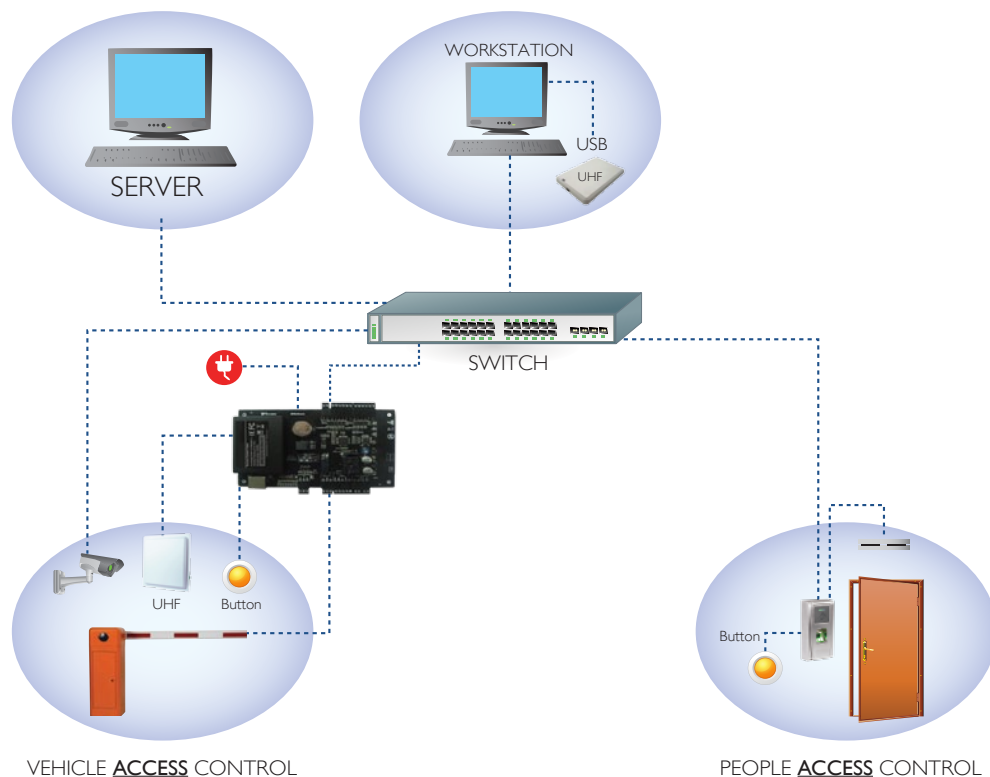 WORKSTATION
USB
UHF
SERVER
SWITCH
UHF
Button
Button
VEHICLE ACCESS CONTROL
PEOPLE ACCESS CONTROL